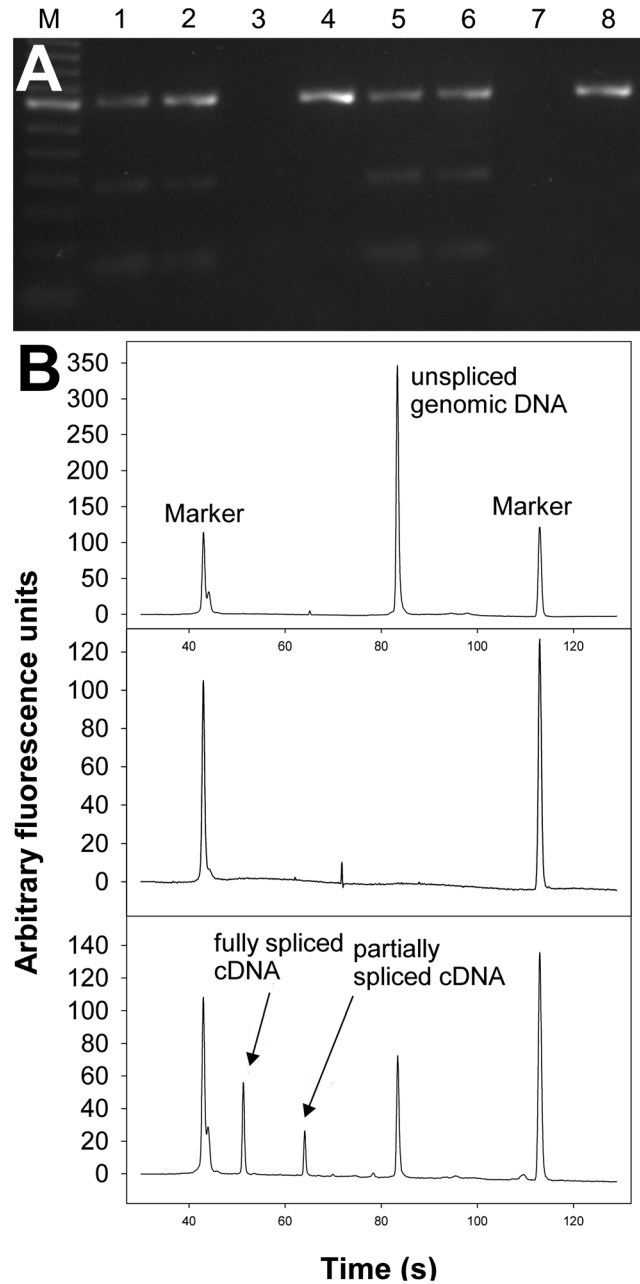 M 1 2 3 4 5 6 7 8
A
B
350
300
250
200
150
100
50
0
unspliced
genomic DNA
Marker
Marker
40 60 80 100 120
120
100
80
60
40
20
0
140
120
100
80
60
40
20
0
fully spliced
cDNA
partially
spliced cDNA
40 60 80 100 120
Arbitrary fluorescence units
Time (s)